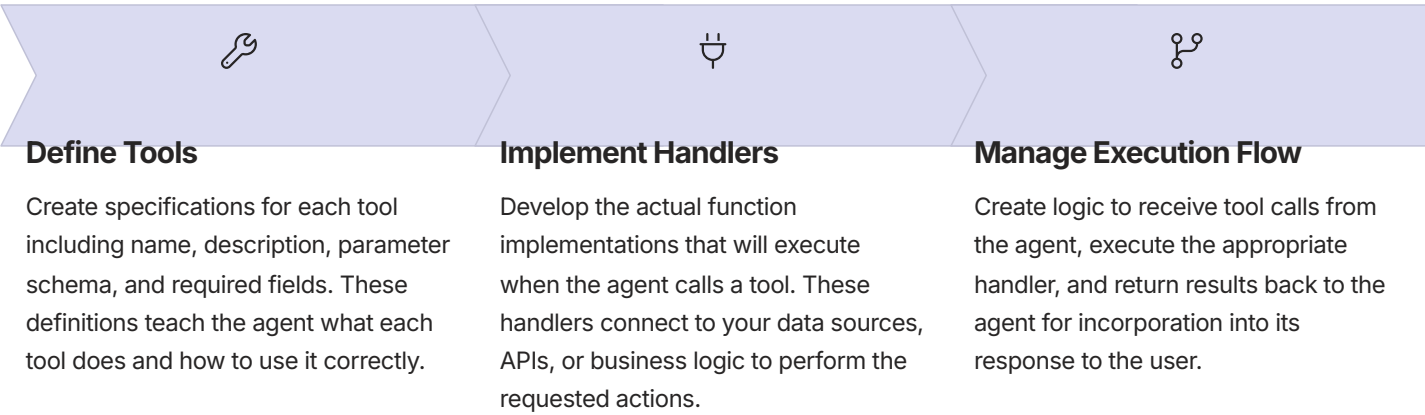 Define Tools
Create specifications for each tool
including name, description, parameter
schema, and required fields. These
definitions teach the agent what each
tool does and how to use it correctly.
Implement Handlers
Develop the actual function
implementations that will execute
when the agent calls a tool. These
handlers connect to your data sources,
APIs, or business logic to perform the
requested actions.
Manage Execution Flow
Create logic to receive tool calls from
the agent, execute the appropriate
handler, and return results back to the
agent for incorporation into its
response to the user.